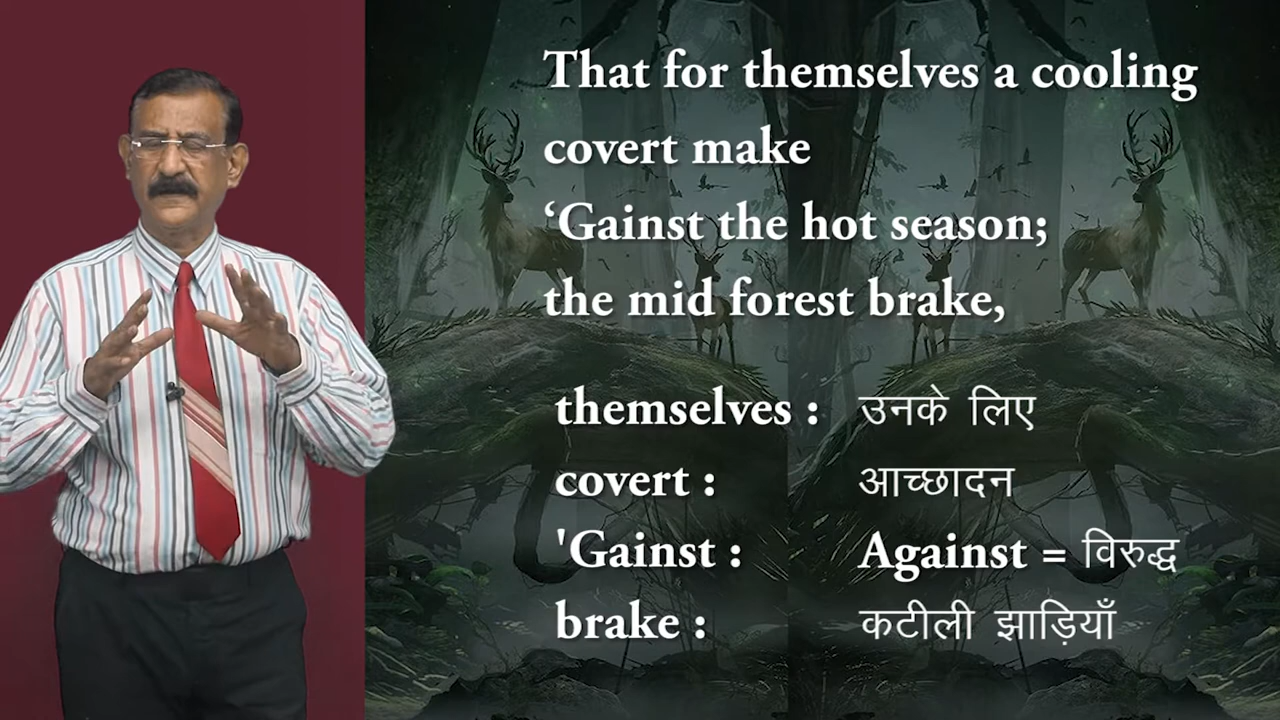 That for themselves a cooling
covert make
‘Gainst the hot season;
the mid forest brake,
themselves : उनके लिए
covert : आच्छादन
'Gainst : Against = विरुद्ध
brake : कटीली झाड़ियाँ